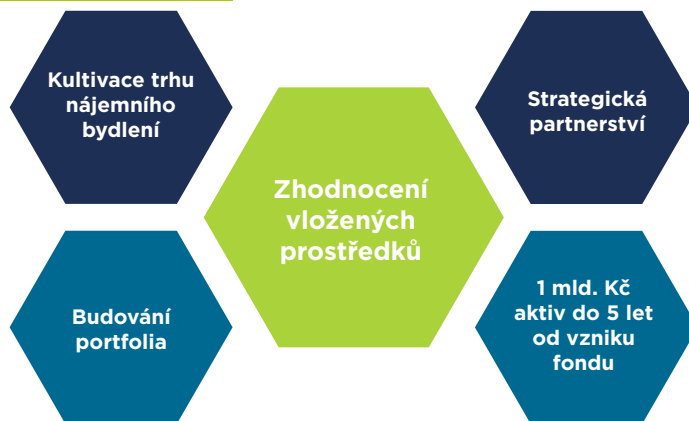 Kultivace trhu
nájemního
bydlení
Strategická
partnerství
Zhodnocení
vložených
prostředků
Budování
portfolia
1 mld. Kč
aktiv do 5 let
od vzniku
fondu